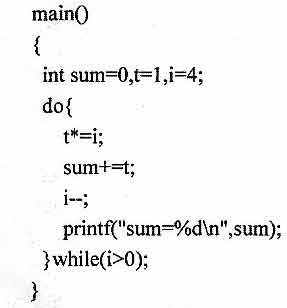 main()
{
int sum=0,t=1,i=4;
do{
t*=i;
sum+=t;
i--;
printf("sum=%d\n",sum);
}while(i>0);
}